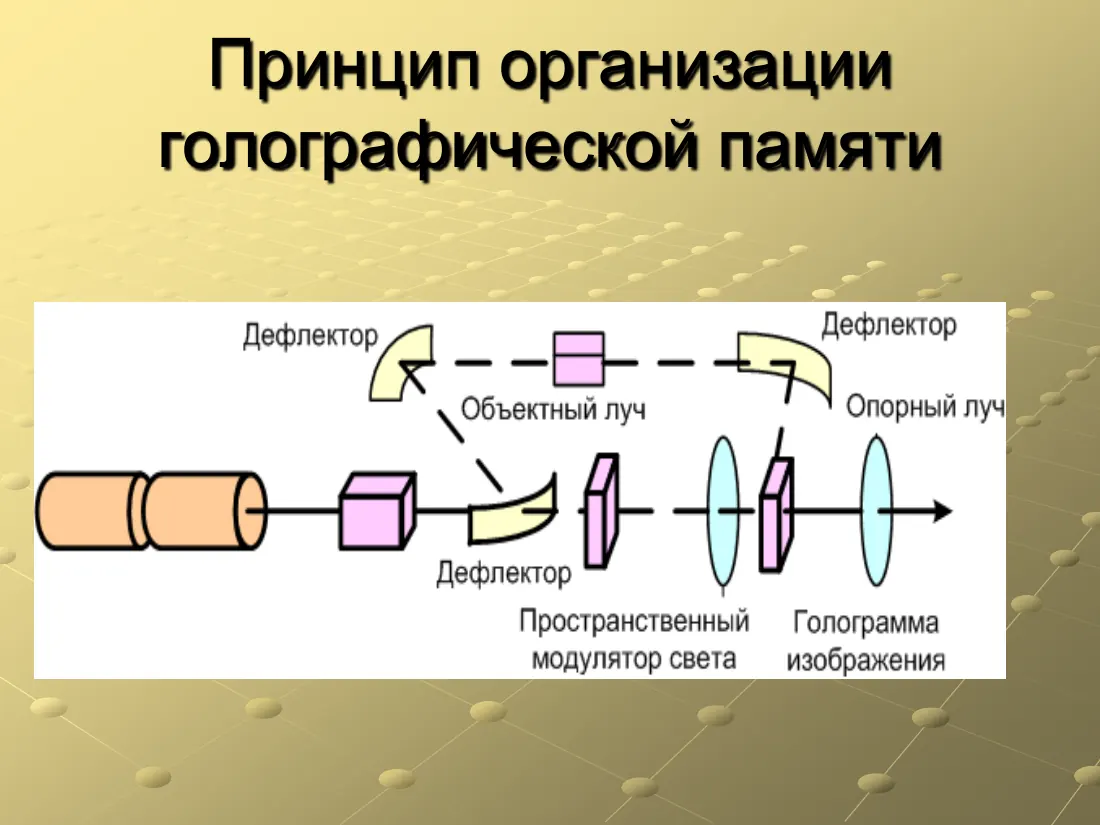 Принцип организации
голографической памяти
Дефлектор
Дефлектор
Объектный луч
Опорный луч
Дефлектор
Пространственный
модулятор света
Голограмма
изображения